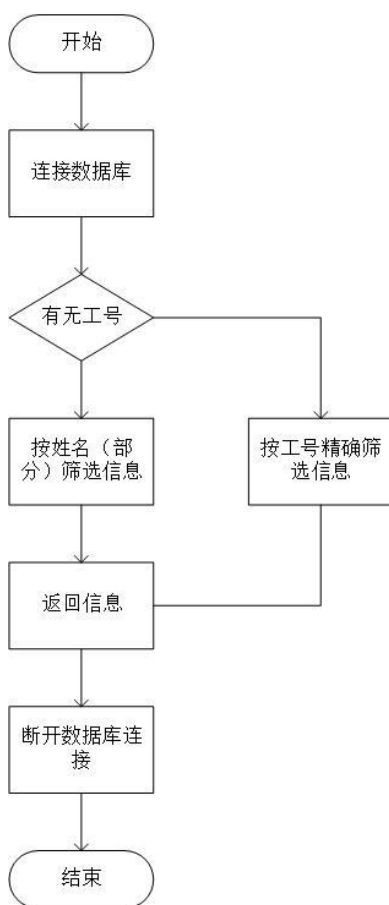 开始
连接数据库
有无工号
按姓名（部
分）筛选信息
按工号精确筛
选信息
返回信息
断开数据库连
接
结束